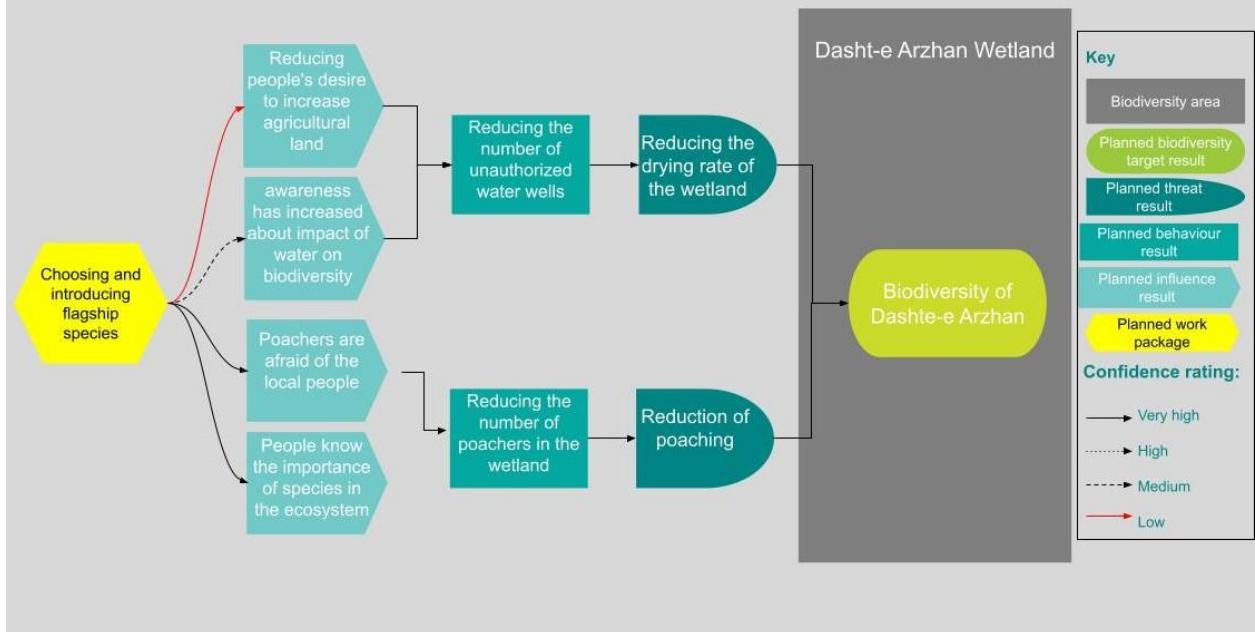 Reducing
people's desire
to increase
agricultural
land
awareness
has increased
about impact of
water on
biodiversity
Choosing and
introducing
flagship
species
Poachers are
afraid of the
local people
People know
the importance
of species in
the ecosystem
Reducing the
number of
unauthorized
water wells
Reducing the
number of
poachers in the
wetland
Reducing the
drying rate
of the
wetland
Reduction of
poaching
Dasht-e Arzhan Wetland
Biodiversity of
Dashte-e Arzhan
Key
Biodiversity area
Planned biodiversity
target result
Planned threat
result
Planned behaviour
result
Planned influence
result
Planned work
package
Confidence rating:
Very high
High
Medium
Low